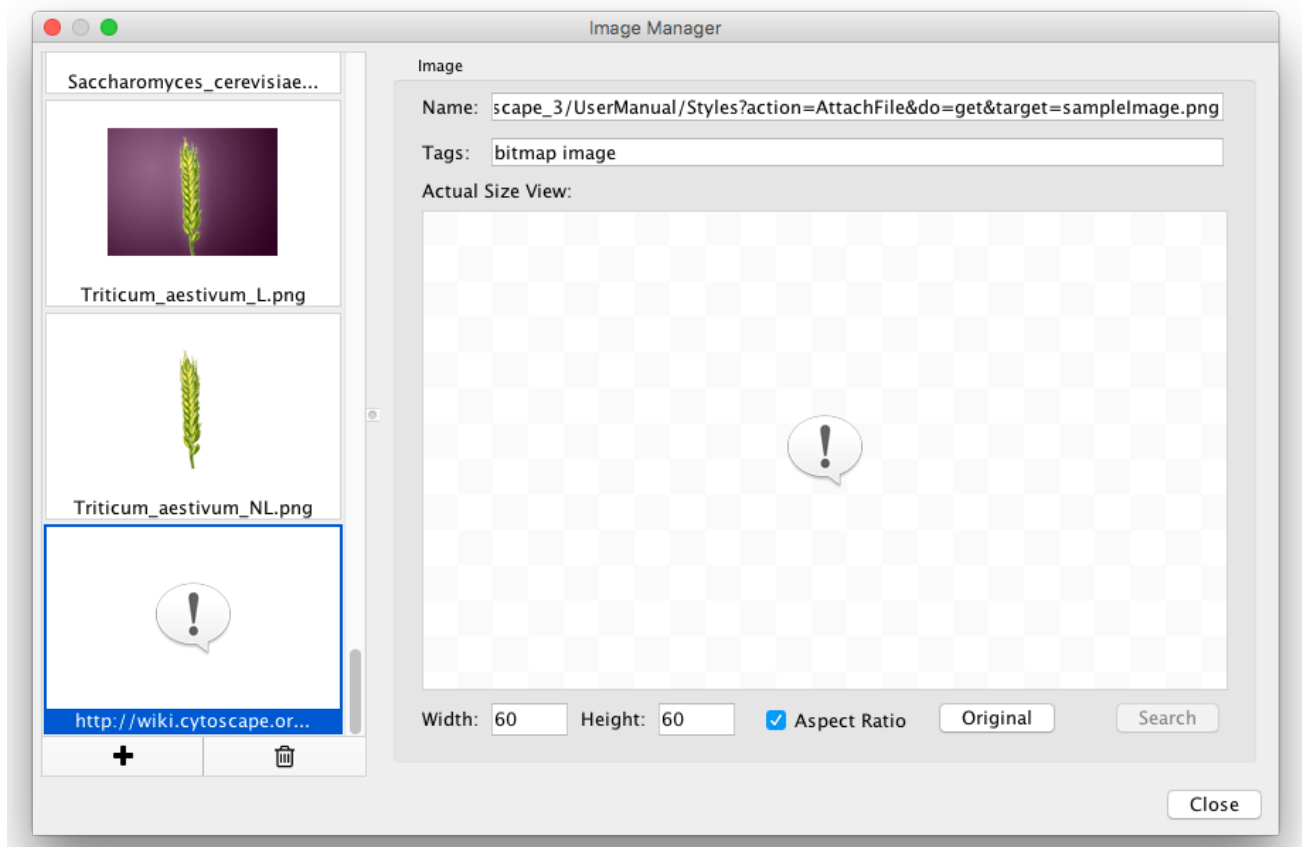 Image Manager
Saccharomyces_cerevisiae...
Triticum_aestivum_L.png
Triticum_aestivum_NL.png
http://wiki.cytoscape.or...
Image
Name: scape_3/UserManual/Styles?action=AttachFile&do=get&target=sampleImage.png
Tags: bitmap image
Actual Size View:
Width: 60 Height: 60 Aspect Ratio Original Search
Close